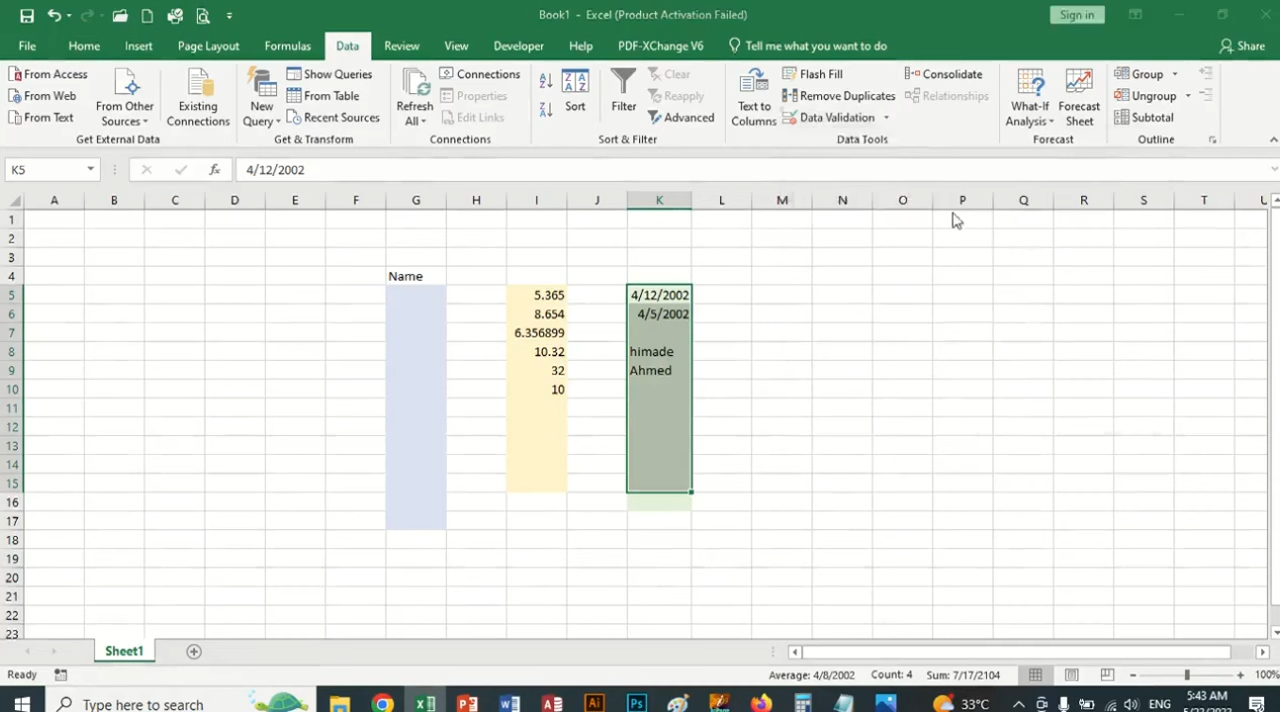 Book1 - Excel (Product Activation Failed)
Sign in
File Home Insert Page Layout Formulas Data Review View Developer Help PDF-XChange V6 Tell me what you want to do Share
From Access
From Web
From Text
From Other Sources
Existing Connections
Get External Data
New Query
Show Queries
From Table
Recent Sources
Get & Transform
Refresh All
Connections
Properties
Edit Links
Connections
Sort
Filter
Clear
Reapply
Advanced
Sort & Filter
Text to Columns
Flash Fill
Remove Duplicates
Data Validation
Consolidate
Relationships
Data Tools
What-If Analysis
Forecast Sheet
Forecast
Group
Ungroup
Subtotal
Outline
K5 fx 4/12/2002
A B C D E F G H I J K L M N O P Q R S T U
1
2
3
4 Name
5 5.365 4/12/2002
6 8.654 4/5/2002
7 6.356899
8 10.32 himade
9 32 Ahmed
10 10
11
12
13
14
15
16
17
18
19
20
21
22
23
Sheet1
Ready Average: 4/8/2002 Count: 4 Sum: 7/17/2104 100%
Type here to search 33°C ENG 5:43 AM